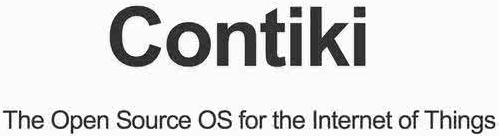 Contiki
The Open Source OS for the Internet of Things